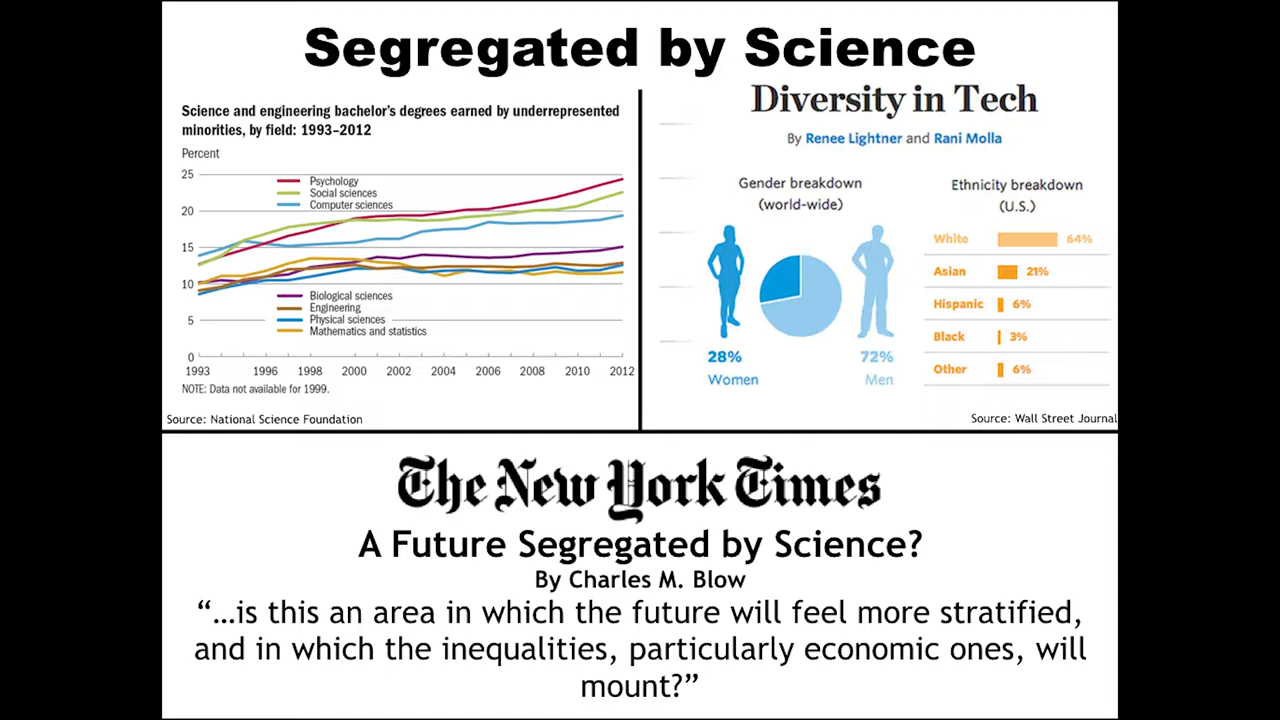 Segregated by Science
Science and engineering bachelor's degrees earned by underrepresented
minorities, by field: 1993–2012
Percent
25
20
15
10
5
0
Psychology
Social sciences
Computer sciences
Biological sciences
Engineering
Physical sciences
Mathematics and statistics
1993 1996 1998 2000 2002 2004 2006 2008 2010 2012
NOTE: Data not available for 1999.
Source: National Science Foundation
Diversity in Tech
By Renee Lightner and Rani Molla
Gender breakdown
(world-wide)
28%
Women
72%
Men
Ethnicity breakdown
(U.S.)
White 64%
Asian 21%
Hispanic 6%
Black 3%
Other 6%
Source: Wall Street Journal
The New York Times
A Future Segregated by Science?
By Charles M. Blow
“…is this an area in which the future will feel more stratified,
and in which the inequalities, particularly economic ones, will
mount?”